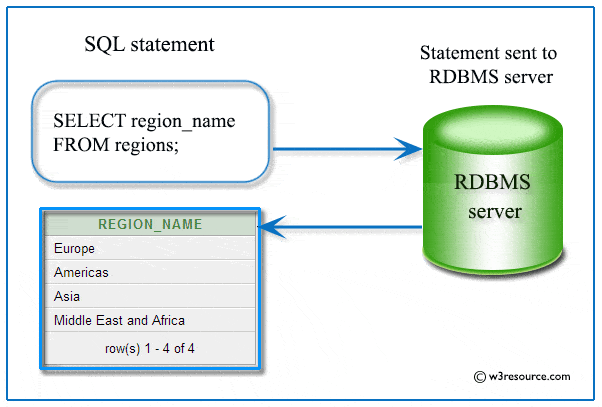 SQL statement
Statement sent to
RDBMS server
SELECT region_name
FROM regions;
RDBMS
server
REGION_NAME
Europe
Americas
Asia
Middle East and Africa
row(s) 1 - 4 of 4
© w3resource.com